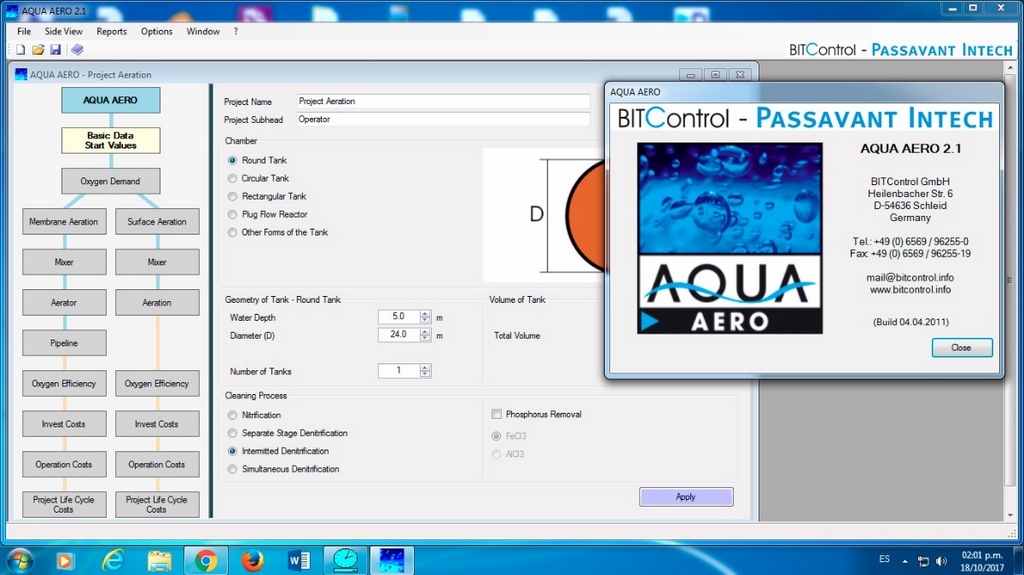 AQUA AERO 2.1
File Side View Reports Options Window ?
BITControl - PASSAVANT INTECH
AQUA AERO - Project Aeration
AQUA AERO
Basic Data
Start Values
Oxygen Demand
Membrane Aeration Surface Aeration
Mixer Mixer
Aerator Aeration
Pipeline
Oxygen Efficiency Oxygen Efficiency
Invest Costs Invest Costs
Operation Costs Operation Costs
Project Life Cycle Costs Project Life Cycle Costs
Project Name Project Aeration
Project Subhead Operator
Chamber
Round Tank
Circular Tank
Rectangular Tank
Plug Flow Reactor
Other Forms of the Tank
D
Geometry of Tank - Round Tank
Water Depth 5.0 m
Diameter (D) 24.0 m
Number of Tanks 1
Volume of Tank
Total Volume
Cleaning Process
Nitrification
Separate Stage Denitrification
Intermitted Denitrification
Simultaneous Denitrification
Phosphorus Removal
FeCl3
AlCl3
Apply
AQUA AERO
BITControl - PASSAVANT INTECH
AQUA
AERO
AQUA AERO 2.1
BITControl GmbH
Heilenbacher Str. 6
D-54636 Schleid
Germany
Tel.: +49 (0) 6569 / 96255-0
Fax: +49 (0) 6569 / 96255-19
mail@bitcontrol.info
www.bitcontrol.info
(Build 04.04.2011)
Close
ES
02:01 p.m.
18/10/2017